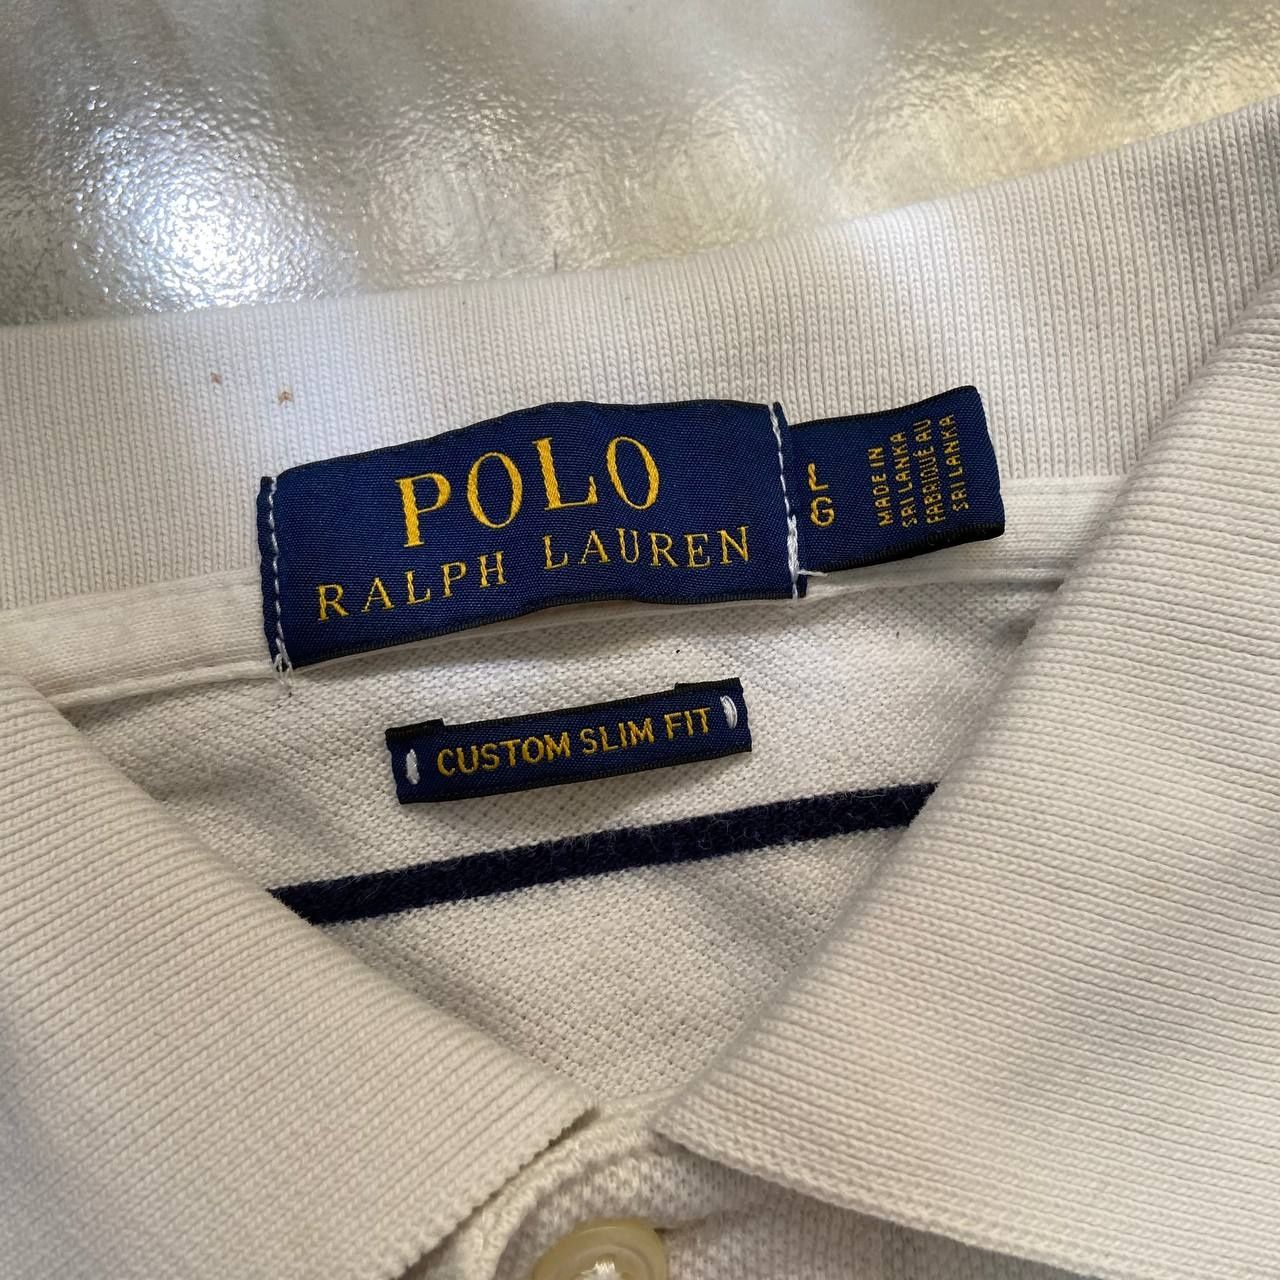 POLO
RALPH LAUREN
L
G
MADE IN
SRI LANKA
FABRIQUÉ AU
SRI LANKA
CUSTOM SLIM FIT